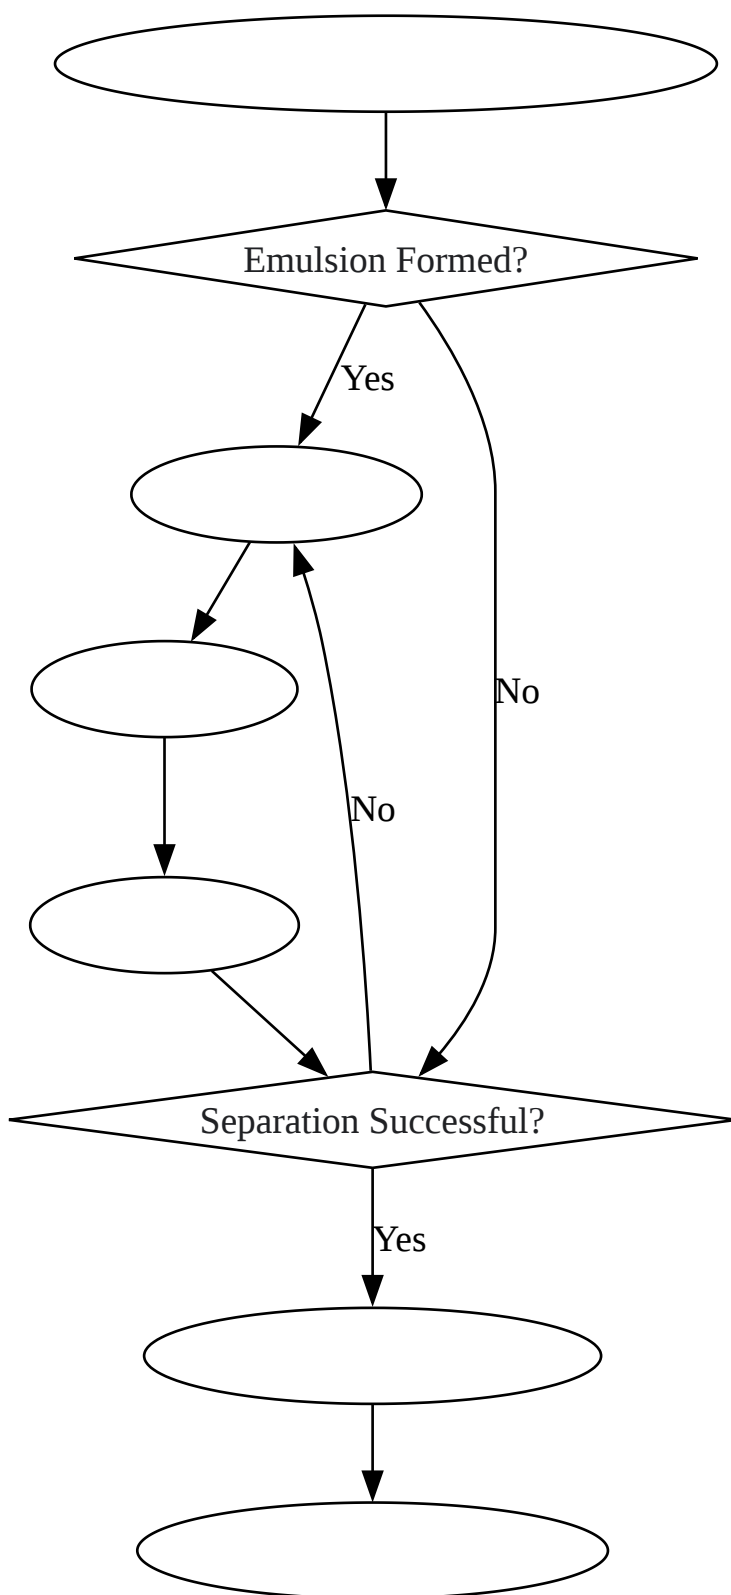 Emulsion Formed?
Yes
No
No
Separation Successful?
Yes